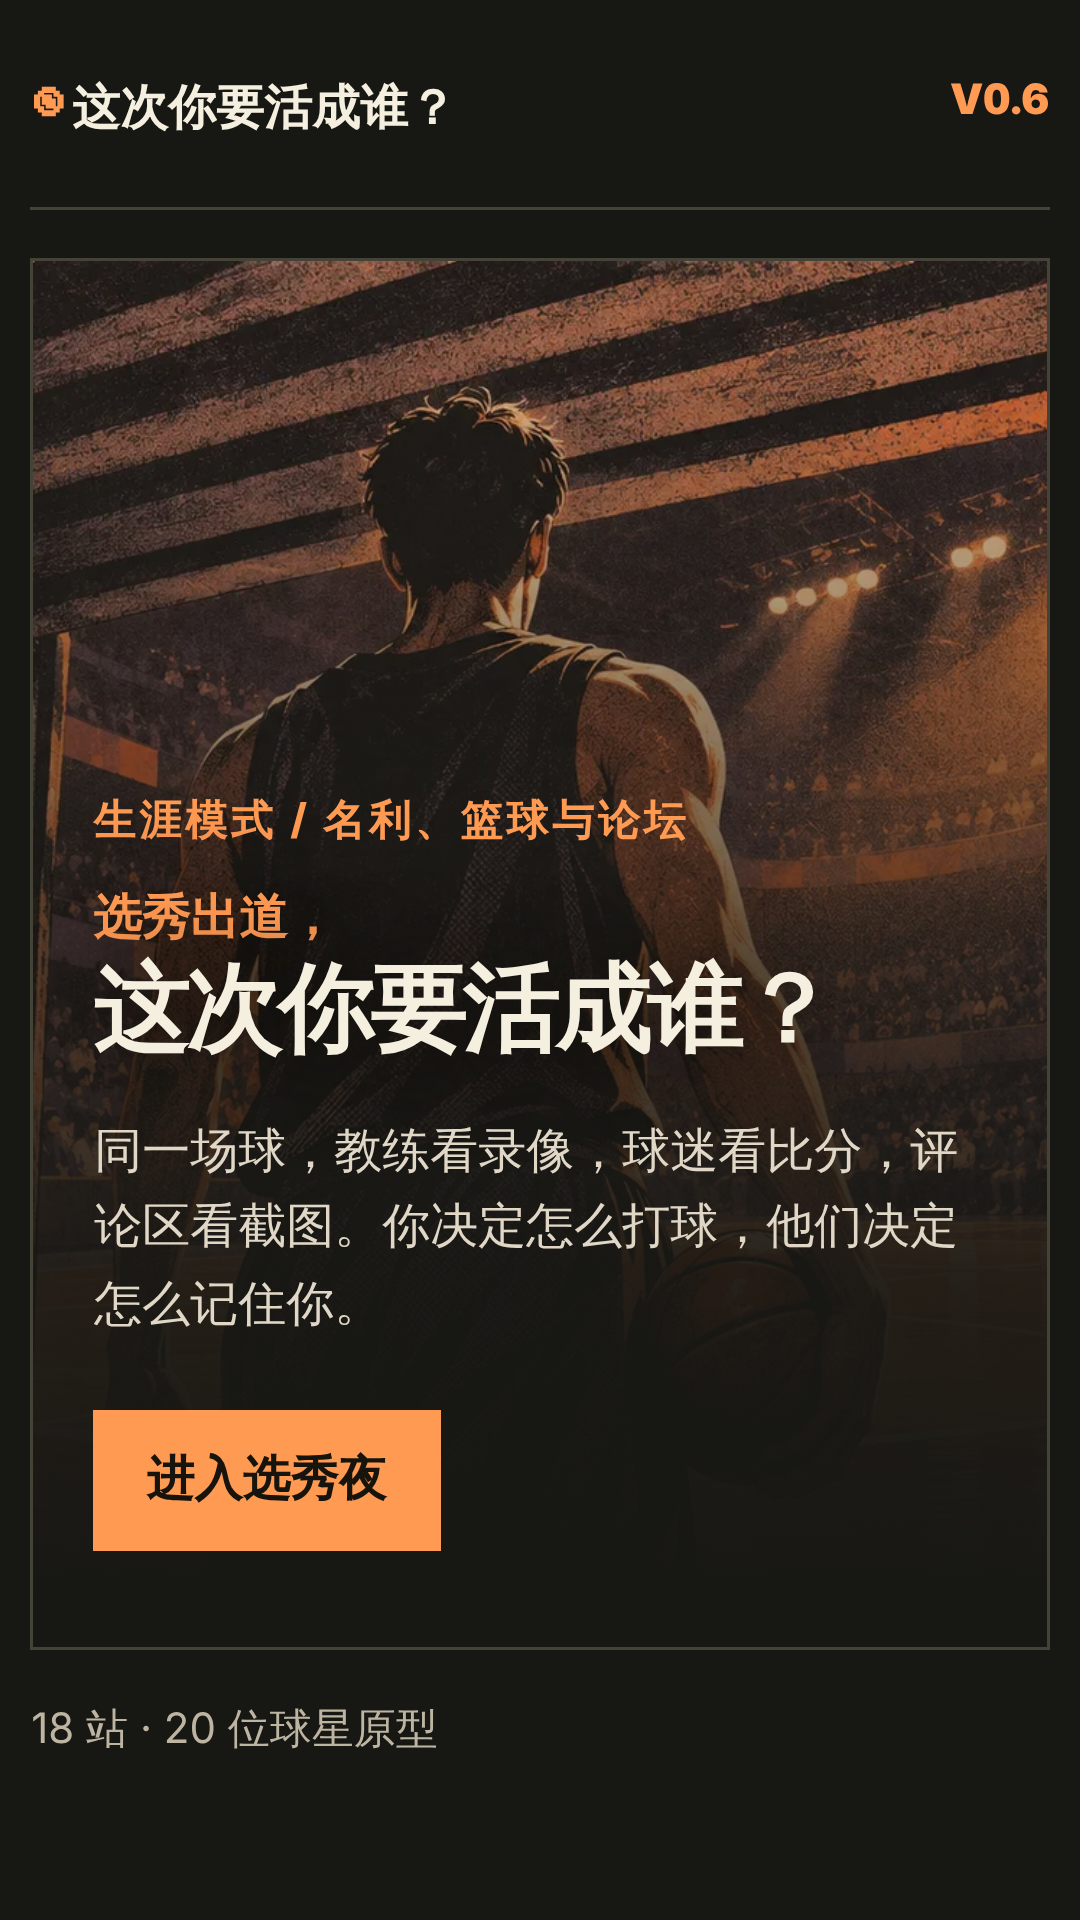 这次你要活成谁？
V0.6
生涯模式 / 名利、篮球与论坛
选秀出道，
这次你要活成谁？
同一场球，教练看录像，球迷看比分，评
论区看截图。你决定怎么打球，他们决定
怎么记住你。
进入选秀夜
18 站 · 20 位球星原型